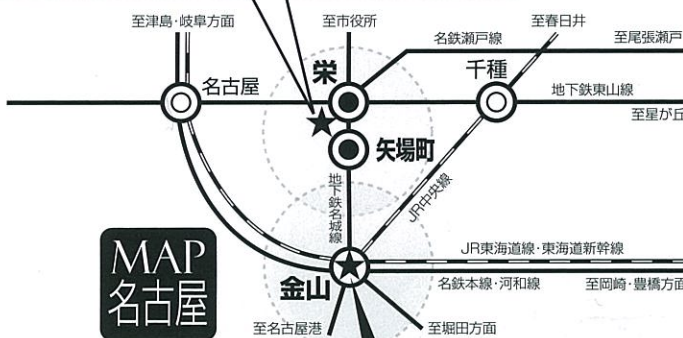 至津島・岐阜方面
至市役所
至春日井
名鉄瀬戸線
至尾張瀬戸
名古屋
栄
千種
地下鉄東山線
至星が丘
矢場町
地下鉄名城線
JR中央線
MAP
名古屋
金山
JR東海道線・東海道新幹線
名鉄本線・河和線
至岡崎・豊橋方面
至名古屋港
至堀田方面